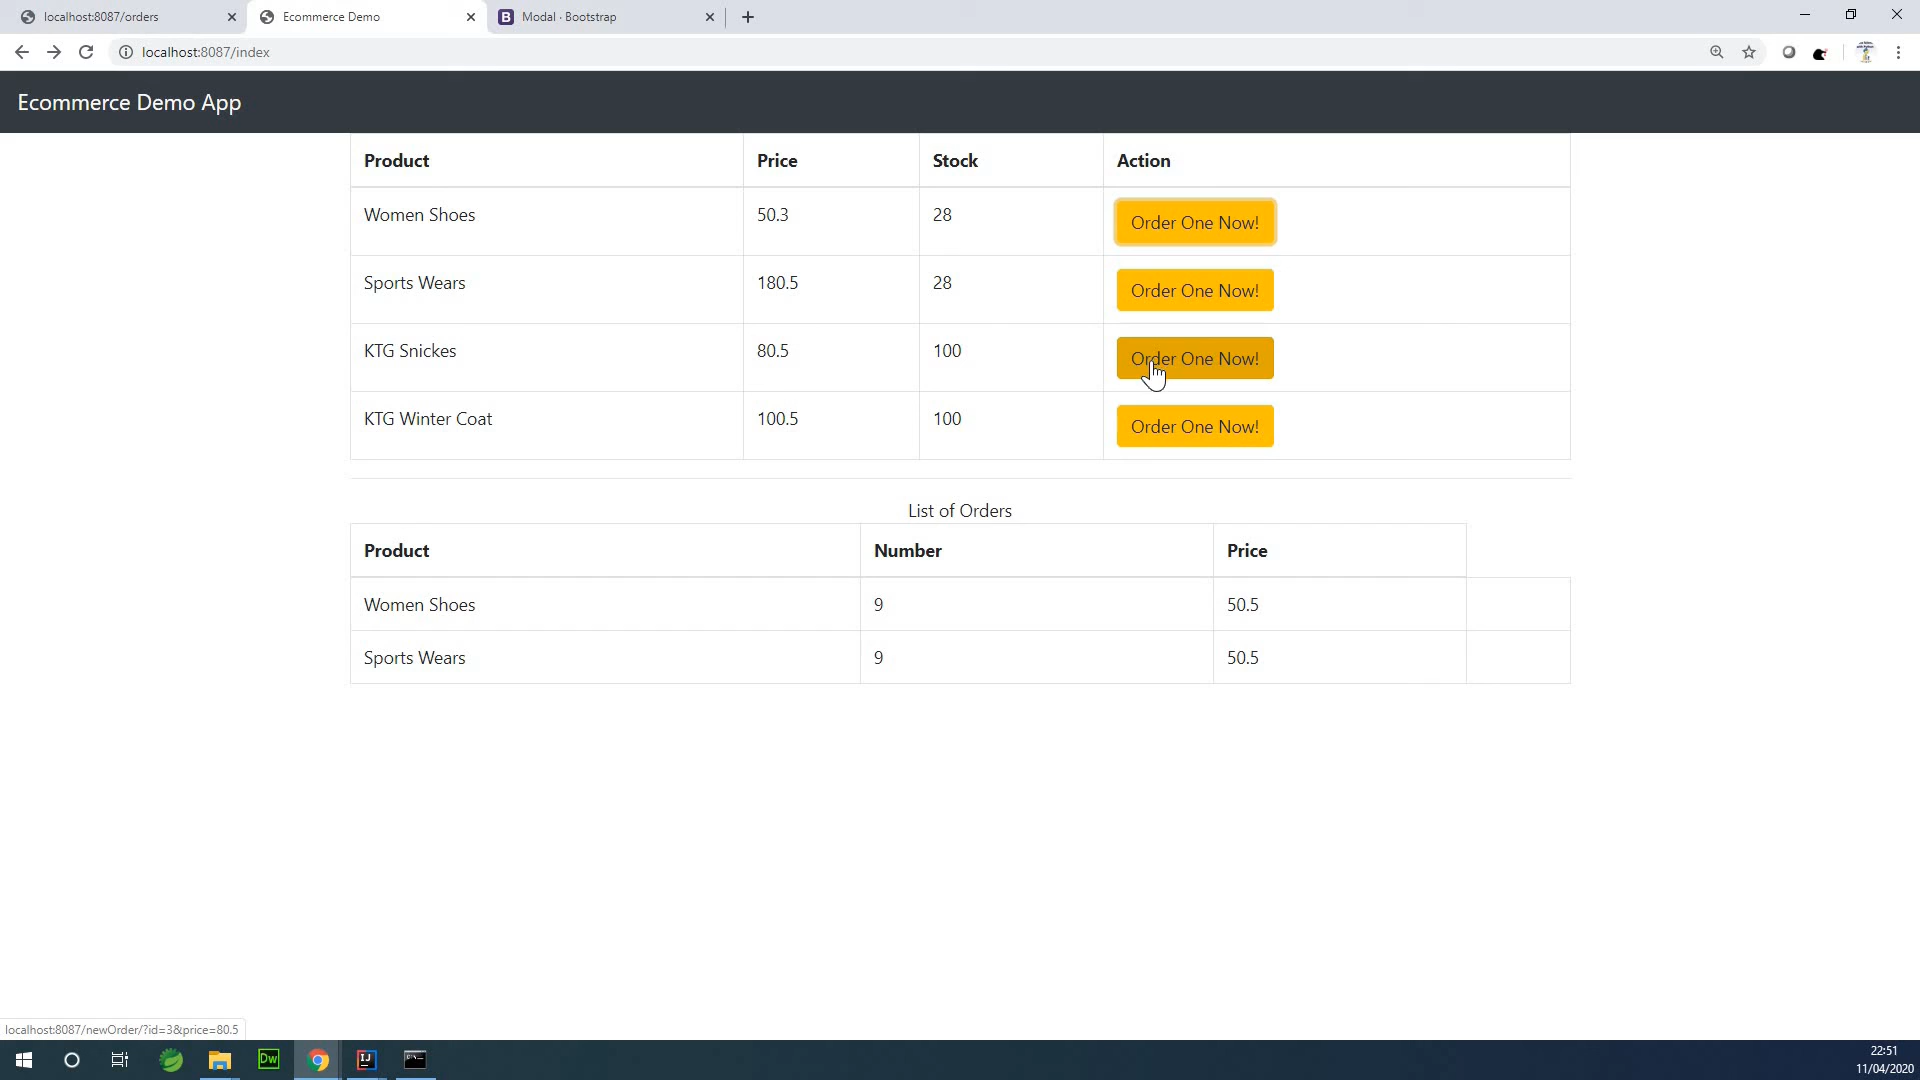 localhost:8087/orders
Ecommerce Demo
B Modal · Bootstrap
localhost:8087/index
Ecommerce Demo App
Product Price Stock Action
Women Shoes 50.3 28 Order One Now!
Sports Wears 180.5 28 Order One Now!
KTG Snickes 80.5 100 Order One Now!
KTG Winter Coat 100.5 100 Order One Now!
List of Orders
Product Number Price
Women Shoes 9 50.5
Sports Wears 9 50.5
localhost:8087/newOrder/?id=3&price=80.5
Dw
IJ
22:51
11/04/2020